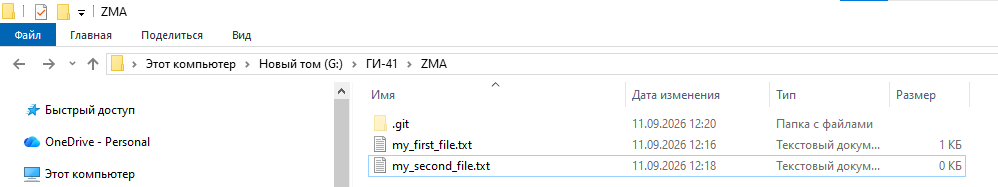 ZMA
Файл Главная Поделиться Вид
Этот компьютер Новый том (G:) ГИ-41 ZMA
Имя Дата изменения Тип Размер
Быстрый доступ
OneDrive - Personal
Этот компьютер
.git 11.09.2026 12:20 Папка с файлами
my_first_file.txt 11.09.2026 12:16 Текстовый докум... 1 КБ
my_second_file.txt 11.09.2026 12:18 Текстовый докум... 0 КБ